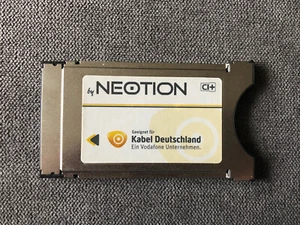 by NEOTION
CI+
Geeignet für
Kabel Deutschland
Ein Vodafone Unternehmen.